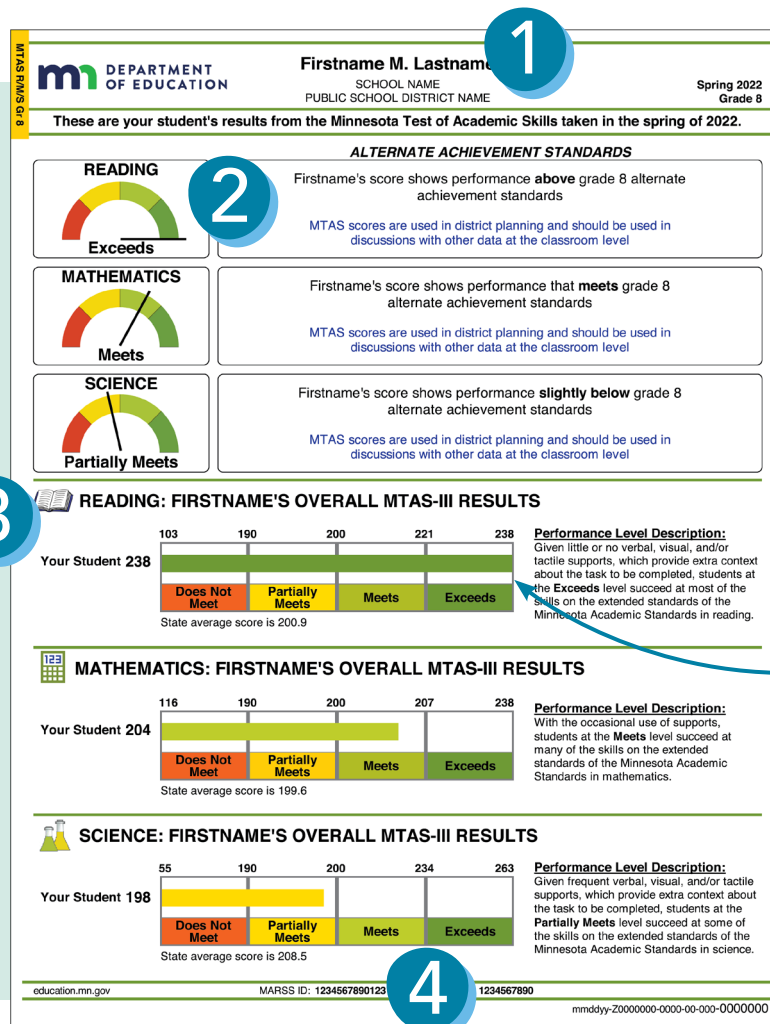 1
MTAS R/M/S Gr 8
mn DEPARTMENT
OF EDUCATION
Firstname M. Lastname
SCHOOL NAME
PUBLIC SCHOOL DISTRICT NAME
Spring 2022
Grade 8
These are your student's results from the Minnesota Test of Academic Skills taken in the spring of 2022.
ALTERNATE ACHIEVEMENT STANDARDS
2
READING
Exceeds
Firstname's score shows performance above grade 8 alternate
achievement standards
MTAS scores are used in district planning and should be used in
discussions with other data at the classroom level
MATHEMATICS
Meets
Firstname's score shows performance that meets grade 8
alternate achievement standards
MTAS scores are used in district planning and should be used in
discussions with other data at the classroom level
SCIENCE
Partially Meets
Firstname's score shows performance slightly below grade 8
alternate achievement standards
MTAS scores are used in district planning and should be used in
discussions with other data at the classroom level
3
READING: FIRSTNAME'S OVERALL MTAS-III RESULTS
103 190 200 221 238
Your Student 238
Does Not Meet Partially Meets Meets Exceeds
State average score is 200.9
Performance Level Description:
Given little or no verbal, visual, and/or
tactile supports, which provide extra context
about the task to be completed, students at
the Exceeds level succeed at most of the
skills on the extended standards of the
Minnesota Academic Standards in reading.
123
MATHEMATICS: FIRSTNAME'S OVERALL MTAS-III RESULTS
116 190 200 207 238
Your Student 204
Does Not Meet Partially Meets Meets Exceeds
State average score is 199.6
Performance Level Description:
With the occasional use of supports,
students at the Meets level succeed at
many of the skills on the extended
standards of the Minnesota Academic
Standards in mathematics.
SCIENCE: FIRSTNAME'S OVERALL MTAS-III RESULTS
55 190 200 234 263
Your Student 198
Does Not Meet Partially Meets Meets Exceeds
State average score is 208.5
Performance Level Description:
Given frequent verbal, visual, and/or tactile
supports, which provide extra context about
the task to be completed, students at the
Partially Meets level succeed at some of
the skills on the extended standards of the
Minnesota Academic Standards in science.
4
education.mn.gov MARSS ID: 1234567890123 1234567890
mmddyy-Z0000000-0000-00-000-0000000